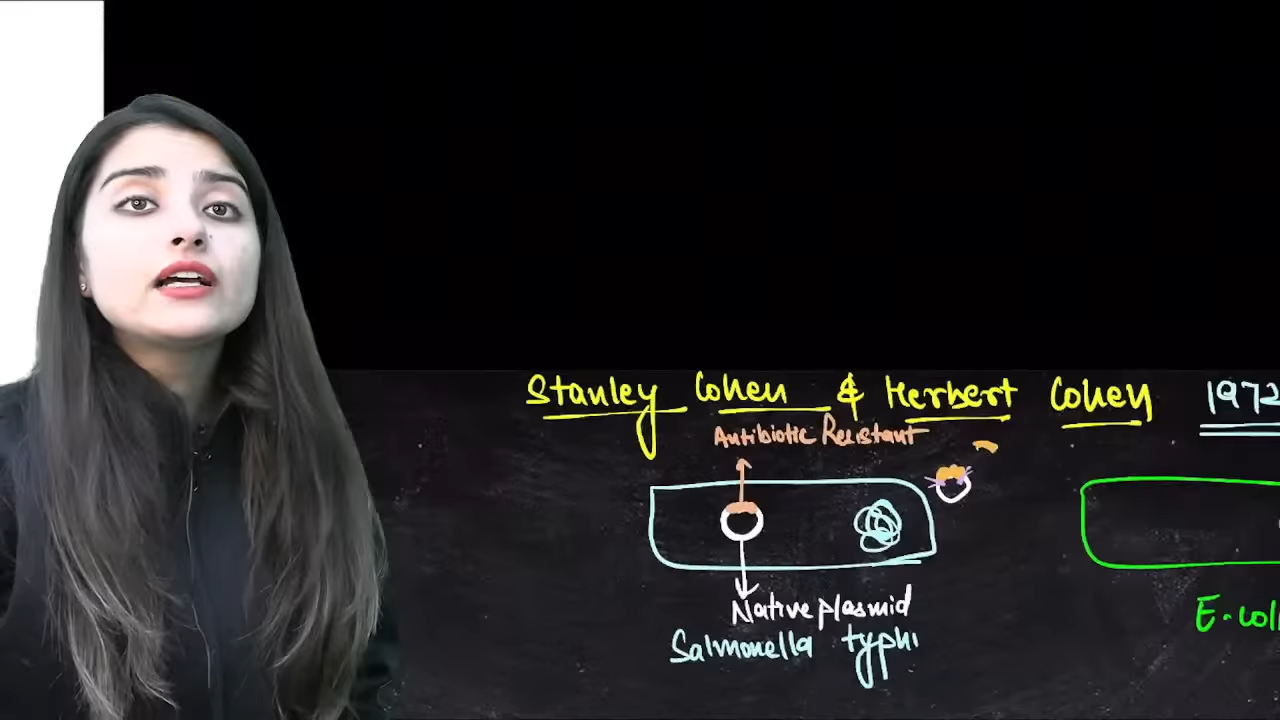 Stanley Cohen & Herbert Cohen 1972
Antibiotic Resistant
Native plasmid
Salmonella typhi
E.coli